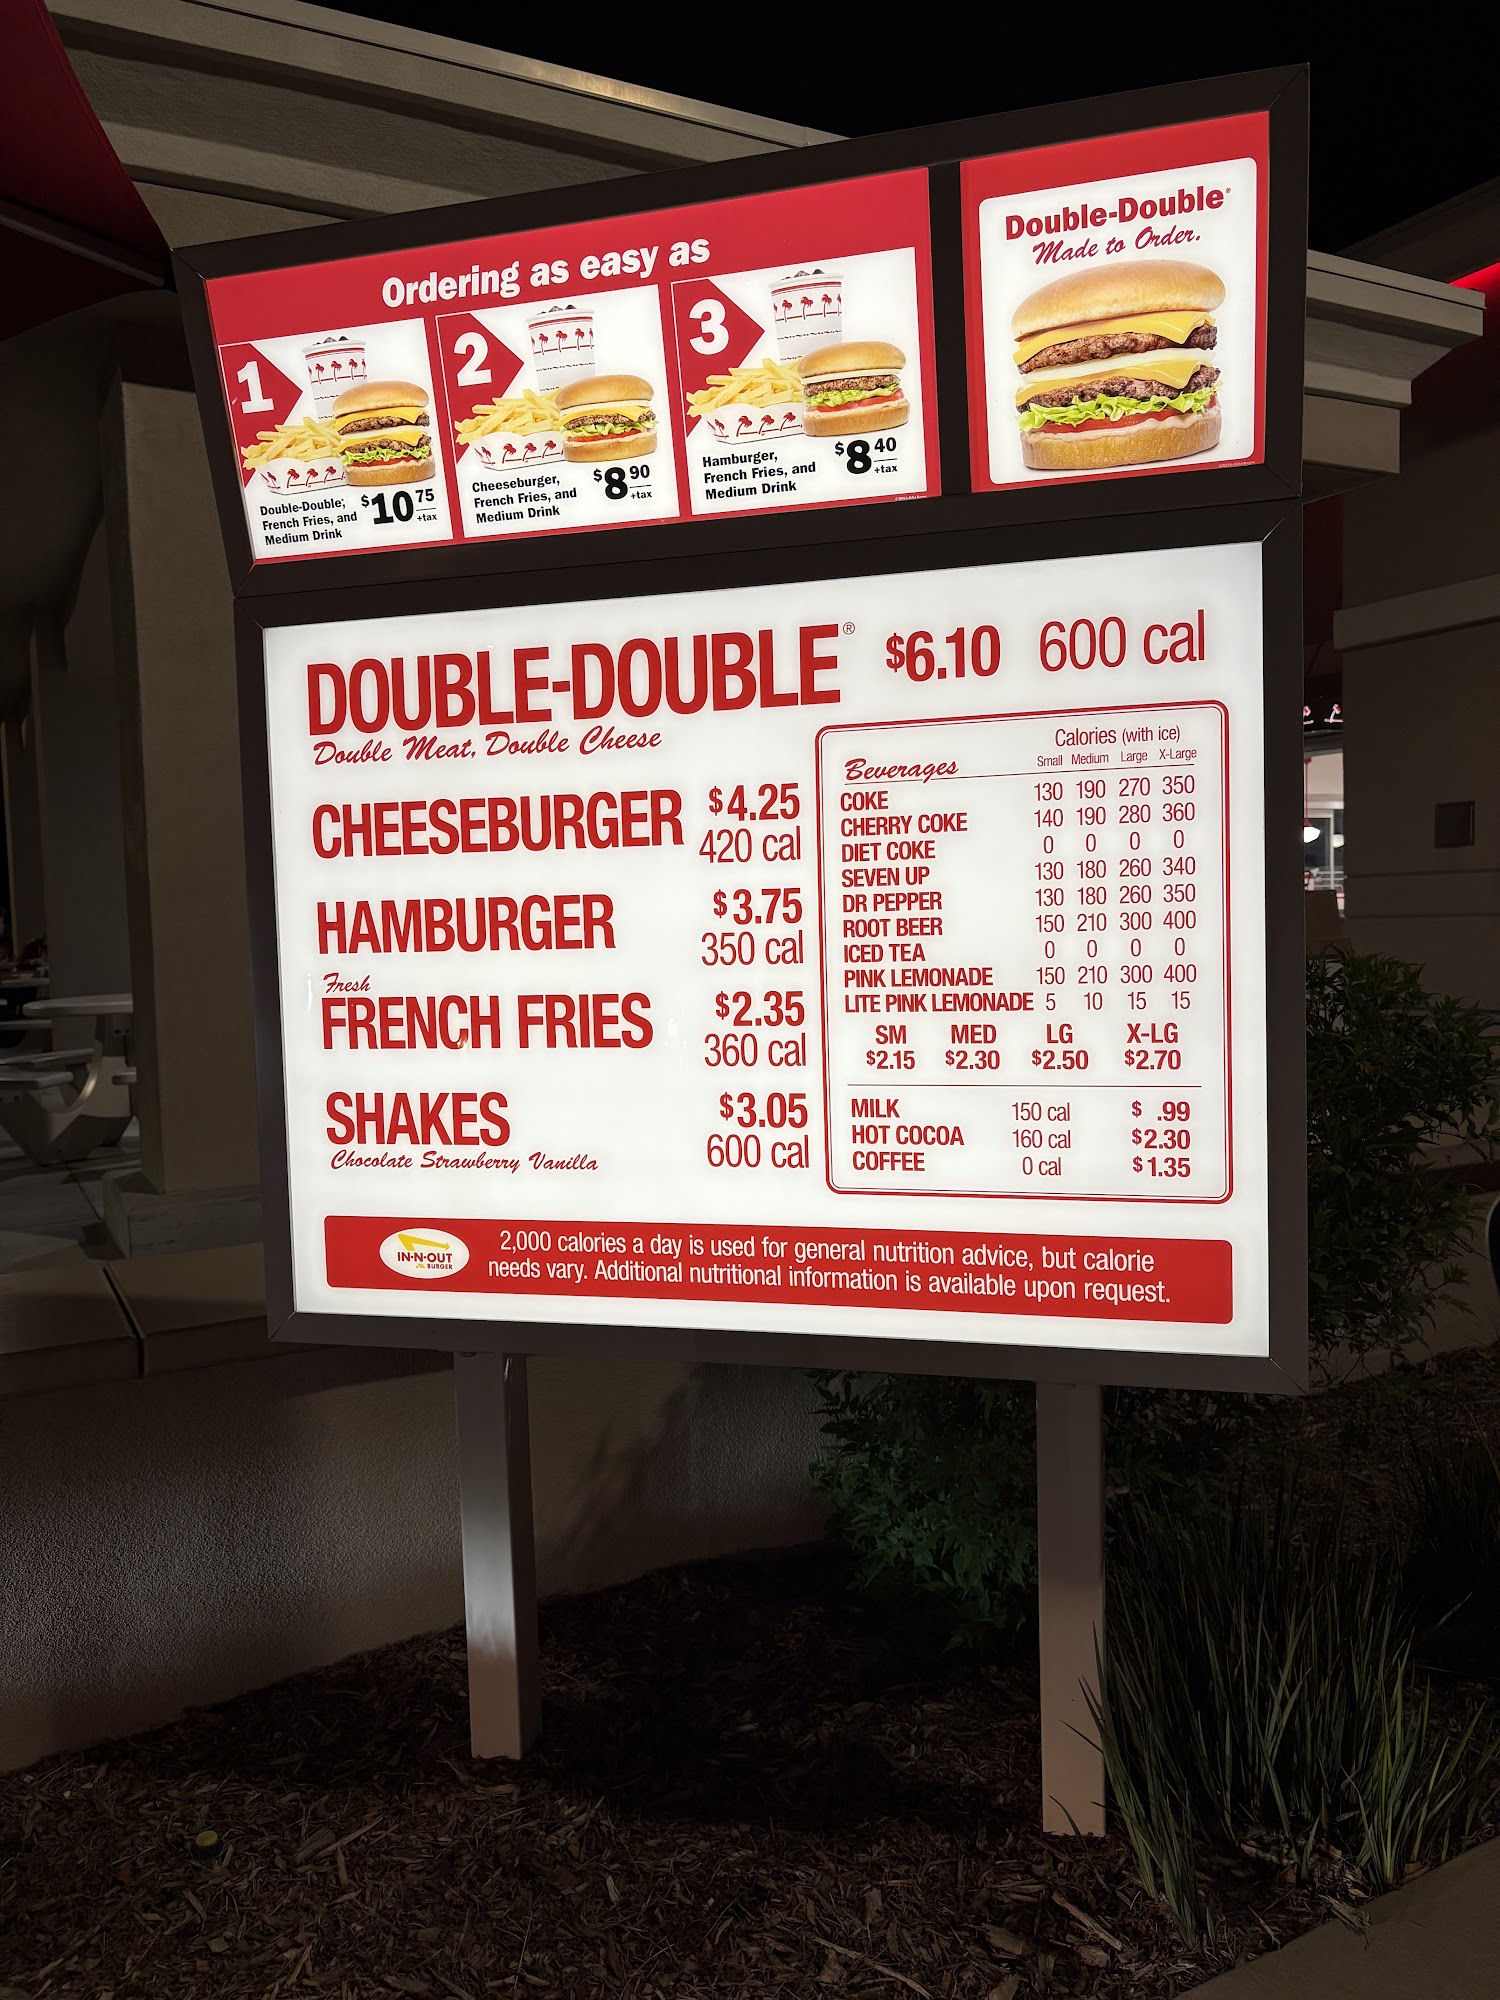 Ordering as easy as
1
Double-Double®,
French Fries, and
Medium Drink
$10 75
+tax
2
Cheeseburger,
French Fries, and
Medium Drink
$8 90
+tax
3
Hamburger,
French Fries, and
Medium Drink
$8 40
+tax
Double-Double®
Made to Order.
DOUBLE-DOUBLE® $6.10 600 cal
Double Meat, Double Cheese
CHEESEBURGER $4.25
420 cal
HAMBURGER $3.75
350 cal
Fresh
FRENCH FRIES $2.35
360 cal
SHAKES $3.05
Chocolate Strawberry Vanilla 600 cal
Calories (with ice)
Beverages Small Medium Large X-Large
COKE 130 190 270 350
CHERRY COKE 140 190 280 360
DIET COKE 0 0 0 0
SEVEN UP 130 180 260 340
DR PEPPER 130 180 260 350
ROOT BEER 150 210 300 400
ICED TEA 0 0 0 0
PINK LEMONADE 150 210 300 400
LITE PINK LEMONADE 5 10 15 15
SM MED LG X-LG
$2.15 $2.30 $2.50 $2.70
MILK 150 cal $ .99
HOT COCOA 160 cal $2.30
COFFEE 0 cal $1.35
IN-N-OUT
BURGER
2,000 calories a day is used for general nutrition advice, but calorie
needs vary. Additional nutritional information is available upon request.